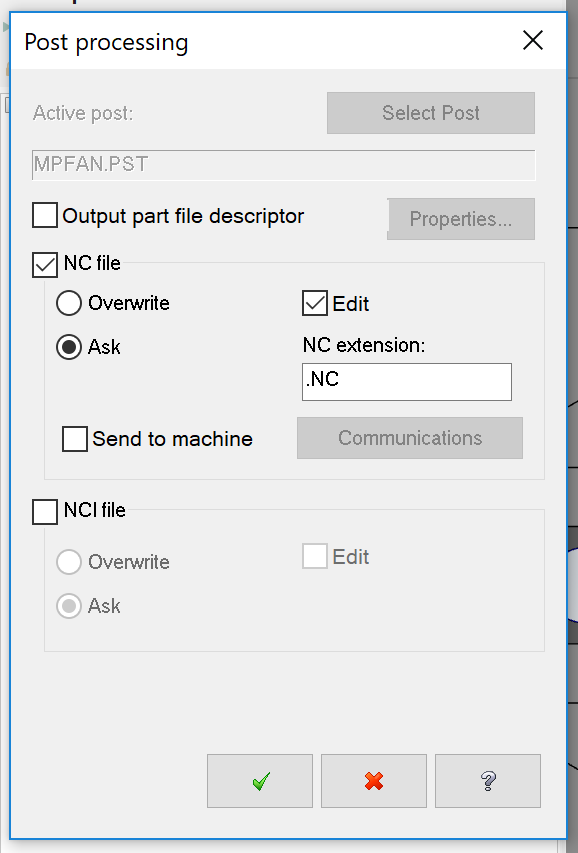 Post processing
Active post:
Select Post
MPFAN.PST
Output part file descriptor
Properties...
NC file
Overwrite
Edit
Ask
NC extension:
.NC
Send to machine
Communications
NCI file
Overwrite
Edit
Ask